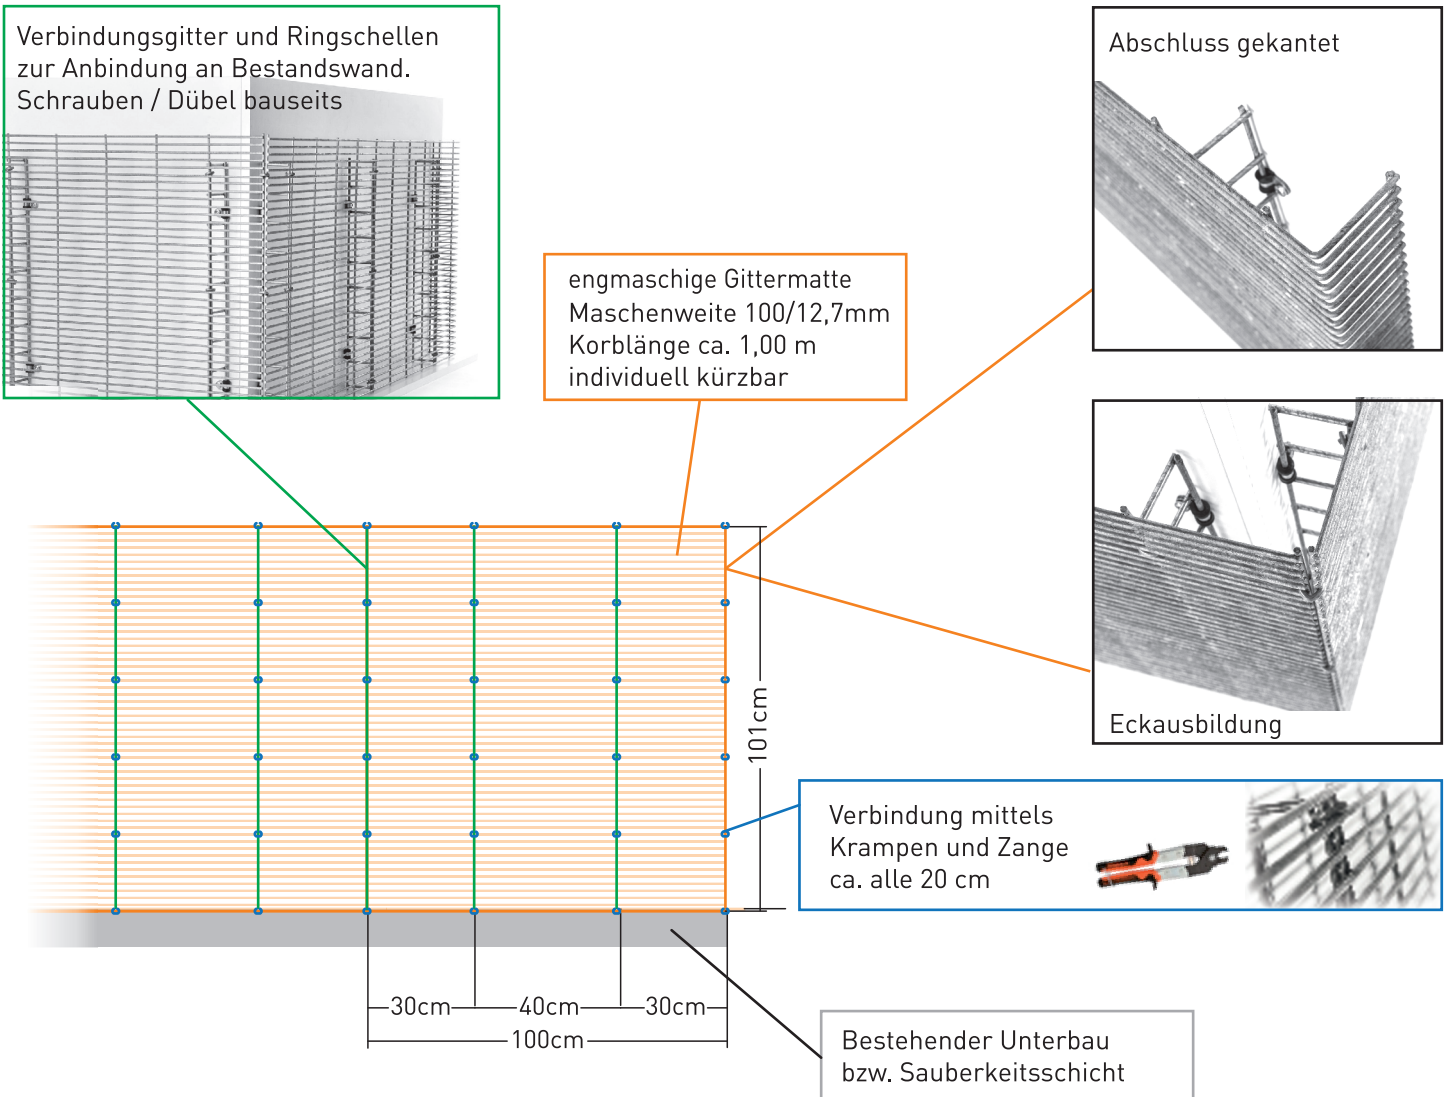 Verbindungsgitter und Ringschellen
zur Anbindung an Bestandswand.
Schrauben / Dübel bauseits
Abschluss gekantet
engmaschige Gittermatte
Maschenweite 100/12,7mm
Korblänge ca. 1,00 m
individuell kürzbar
Eckausbildung
101cm
Verbindung mittels
Krampen und Zange
ca. alle 20 cm
30cm
40cm
30cm
100cm
Bestehender Unterbau
bzw. Sauberkeitsschicht